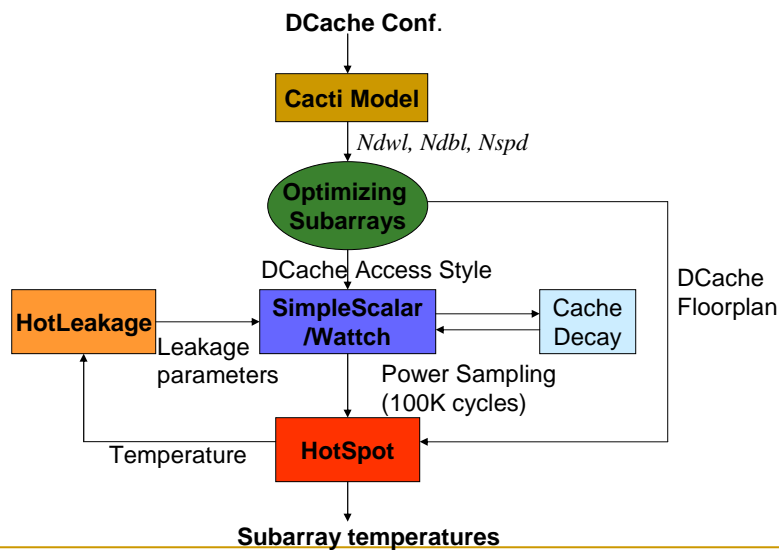 DCache Conf.
Cacti Model
Ndwl, Ndbl, Nspd
Optimizing
Subarrays
DCache Access Style
DCache
Floorplan
HotLeakage
SimpleScalar
/Wattch
Cache
Decay
Leakage
parameters
Power Sampling
(100K cycles)
Temperature
HotSpot
Subarray temperatures